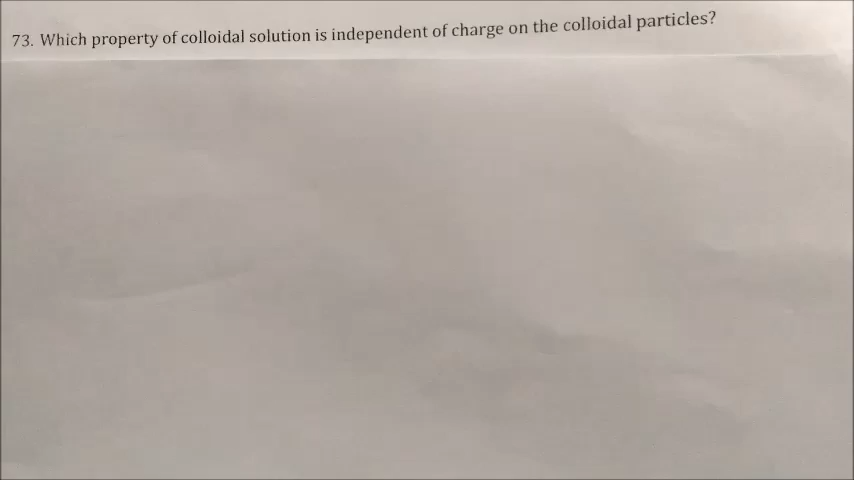 73. Which property of colloidal solution is independent of charge on the colloidal particles?